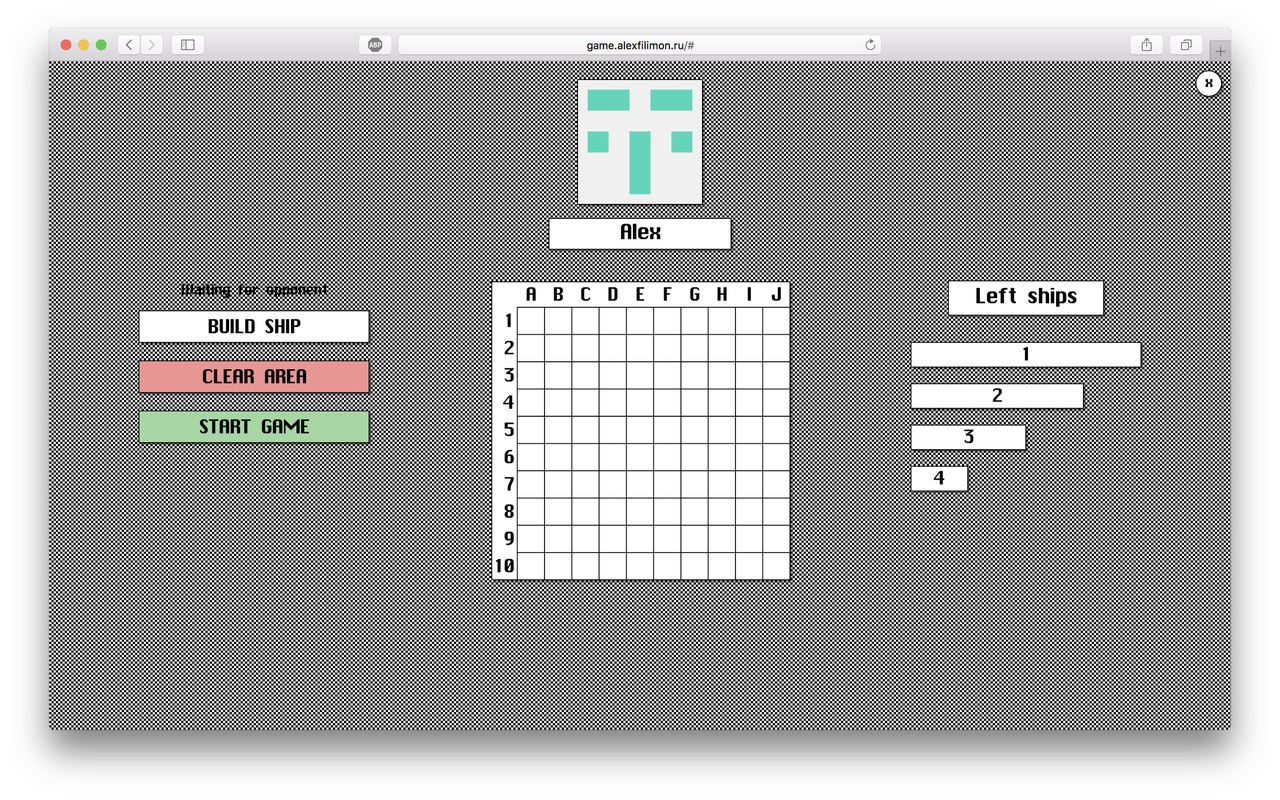 ABP
game.alexfilimon.ru/#
x
Alex
Waiting for opponent
BUILD SHIP
CLEAR AREA
START GAME
A B C D E F G H I J
1
2
3
4
5
6
7
8
9
10
Left ships
1
2
3
4